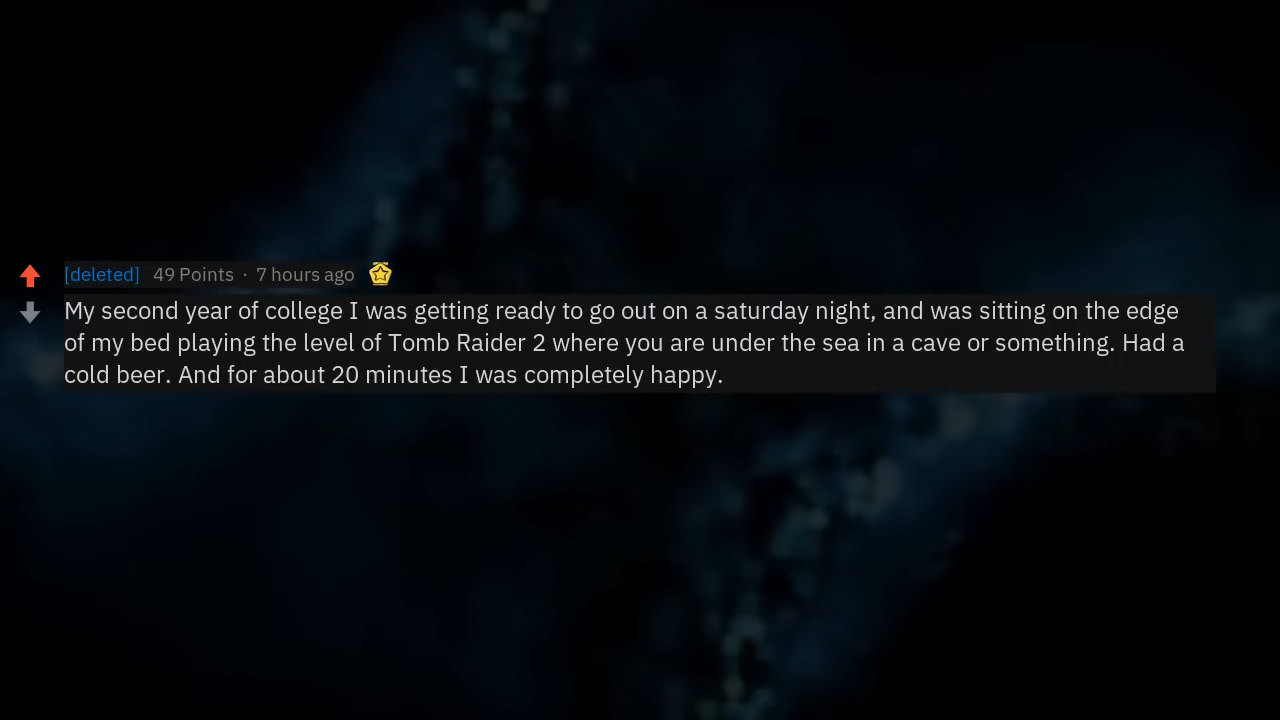 [deleted] 49 Points · 7 hours ago
My second year of college I was getting ready to go out on a saturday night, and was sitting on the edge
of my bed playing the level of Tomb Raider 2 where you are under the sea in a cave or something. Had a
cold beer. And for about 20 minutes I was completely happy.